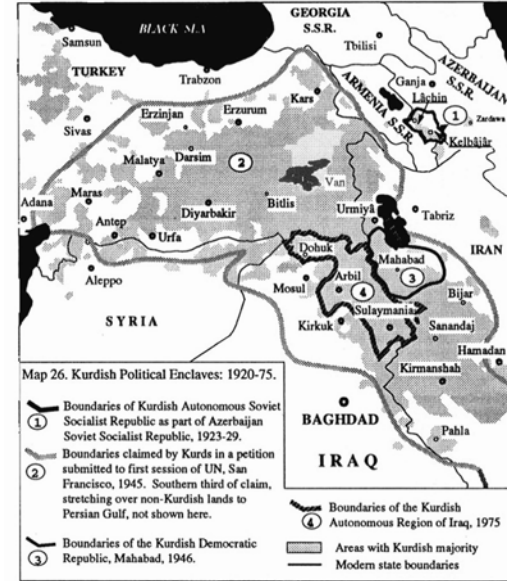 BLACK SEA
GEORGIA
S.S.R.
Samsun
Tbilisi
TURKEY
Trabzon
AZERBAIJAN
S.S.R.
Ganja
Lâchin
1
Zardawa
ARMENIA S.S.R.
Kelbâjâr
Kars
Erzinjan
Erzurum
Sivas
Darsim
2
Malatya
Van
Maras
Adana
Diyarbakir
Bitlis
Urmiyâ
Tabriz
Antep
Urfa
IRAN
Dohuk
Mahabad
3
Aleppo
Mosul
Arbil
4
Bijar
Sulaymania
SYRIA
Kirkuk
Sanandaj
Hamadan
Kirmanshah
BAGHDAD
Pahla
IRAQ
Map 26. Kurdish Political Enclaves: 1920-75.
Boundaries of Kurdish Autonomous Soviet
1 Socialist Republic as part of Azerbaijan
Soviet Socialist Republic, 1923-29.
Boundaries claimed by Kurds in a petition
2 submitted to first session of UN, San
Francisco, 1945. Southern third of claim,
stretching over non-Kurdish lands to
Persian Gulf, not shown here.
Boundaries of the Kurdish Democratic
3 Republic, Mahabad, 1946.
Boundaries of the Kurdish
4 Autonomous Region of Iraq, 1975
Areas with Kurdish majority
Modern state boundaries